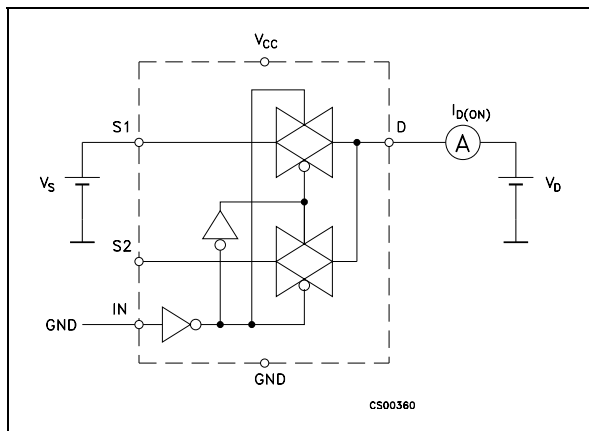 VCC
S1
D
ID(ON)
A
VS
VD
S2
IN
GND
GND
CS00360